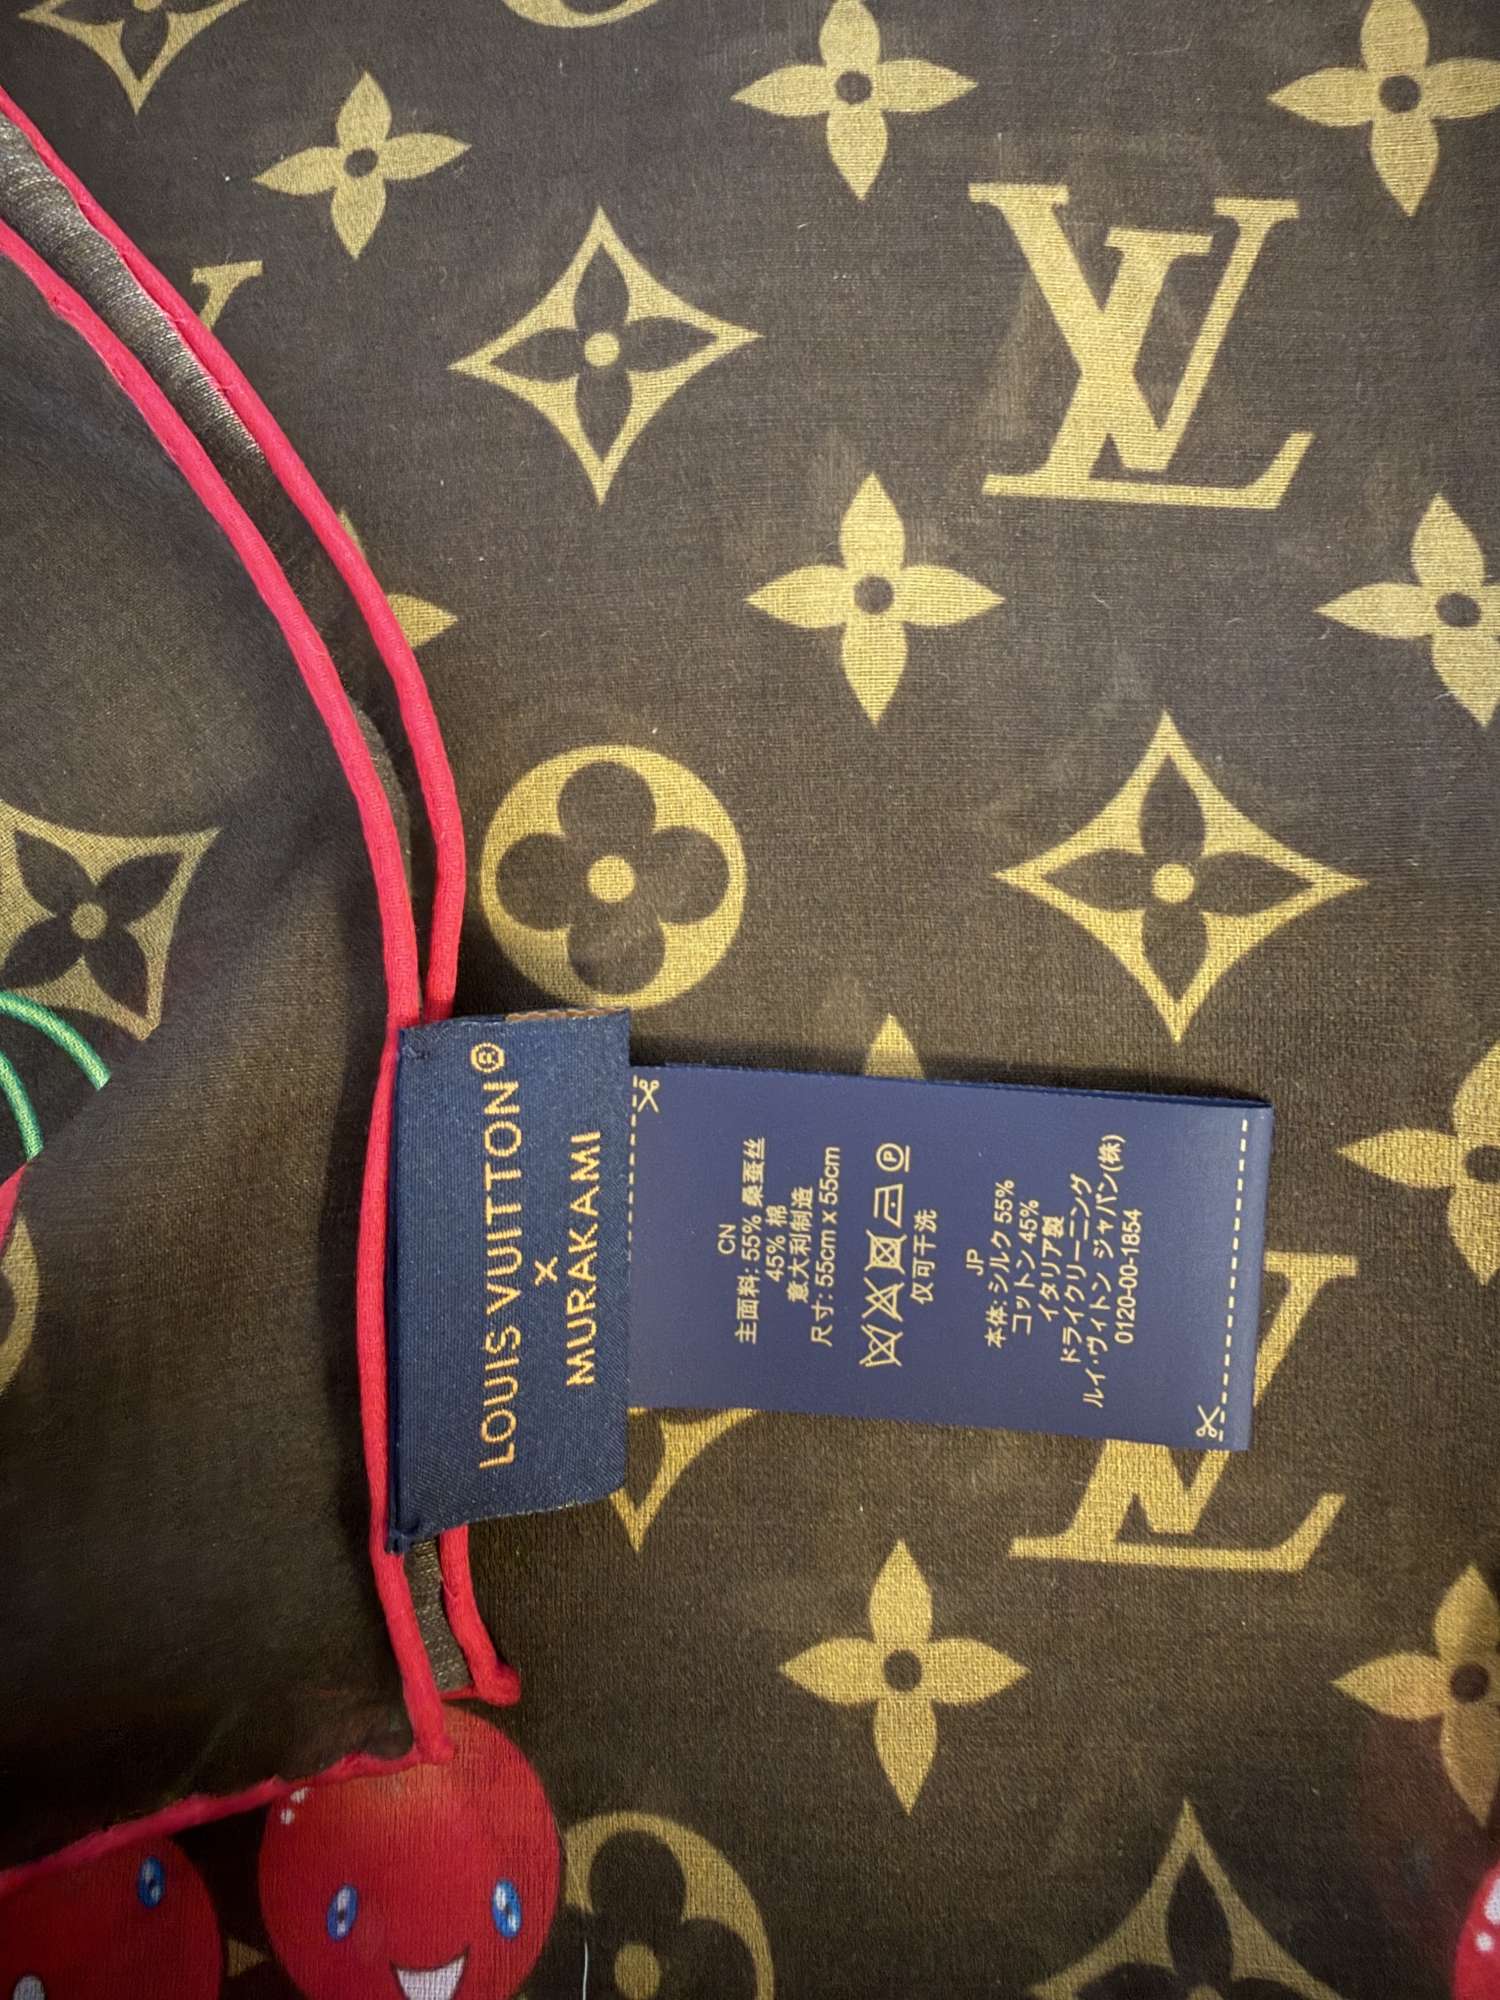 LOUIS VUITTON®
×
MURAKAMI
CN
主面料: 55% 桑蚕丝
45% 棉
意大利制造
尺寸: 55cm x 55cm
P
仅可干洗
JP
本体: シルク 55%
コットン 45%
イタリア製
ドライクリーニング
ルイ・ヴィトン ジャパン(株)
0120-00-1854
LV
LV